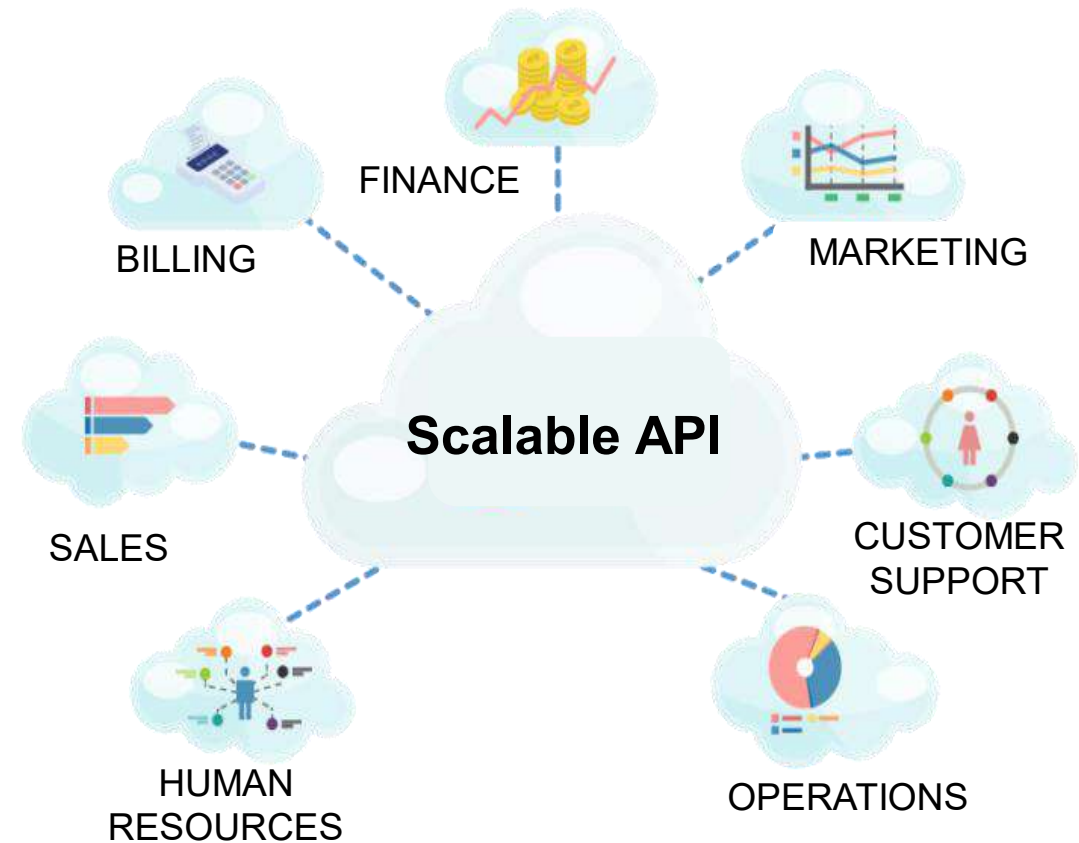 FINANCE
BILLING
MARKETING
Scalable API
SALES
CUSTOMER
SUPPORT
HUMAN
RESOURCES
OPERATIONS